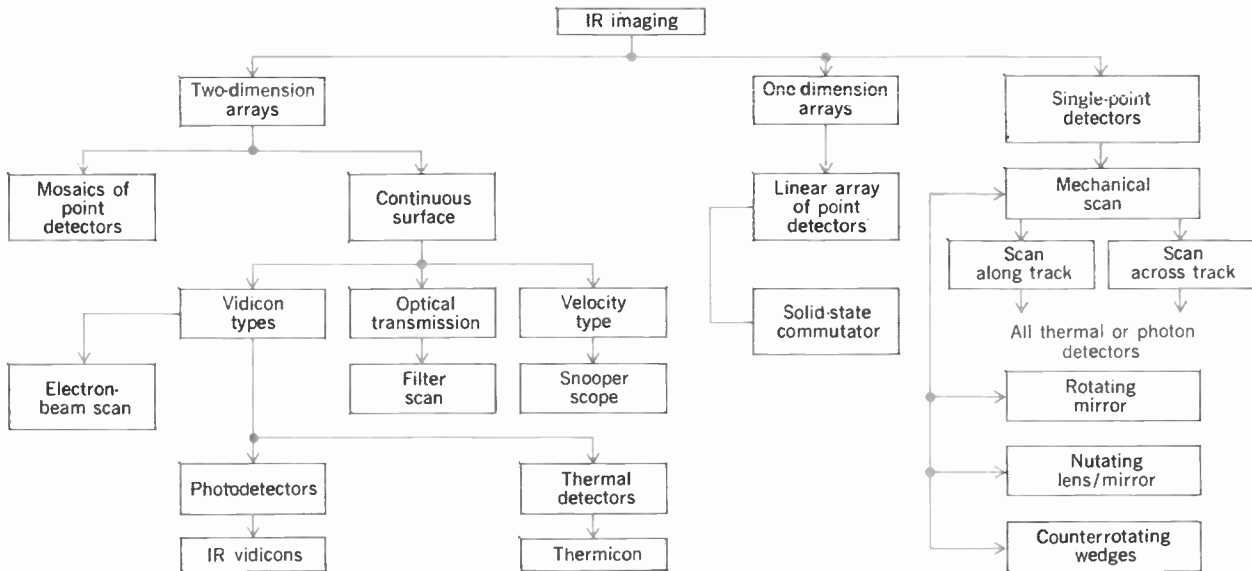 IR imaging
Two-dimension
arrays
One-dimension
arrays
Single-point
detectors
Mosaics of
point
detectors
Continuous
surface
Linear array
of point
detectors
Mechanical
scan
Scan
along track
Scan
across track
Vidicon
types
Optical
transmission
Velocity
type
Solid-state
commutator
All thermal or photon
detectors
Electron-
beam scan
Filter
scan
Snooper
scope
Rotating
mirror
Photodetectors
Thermal
detectors
Nutating
lens/mirror
IR vidicons
Thermicon
Counterrotating
wedges